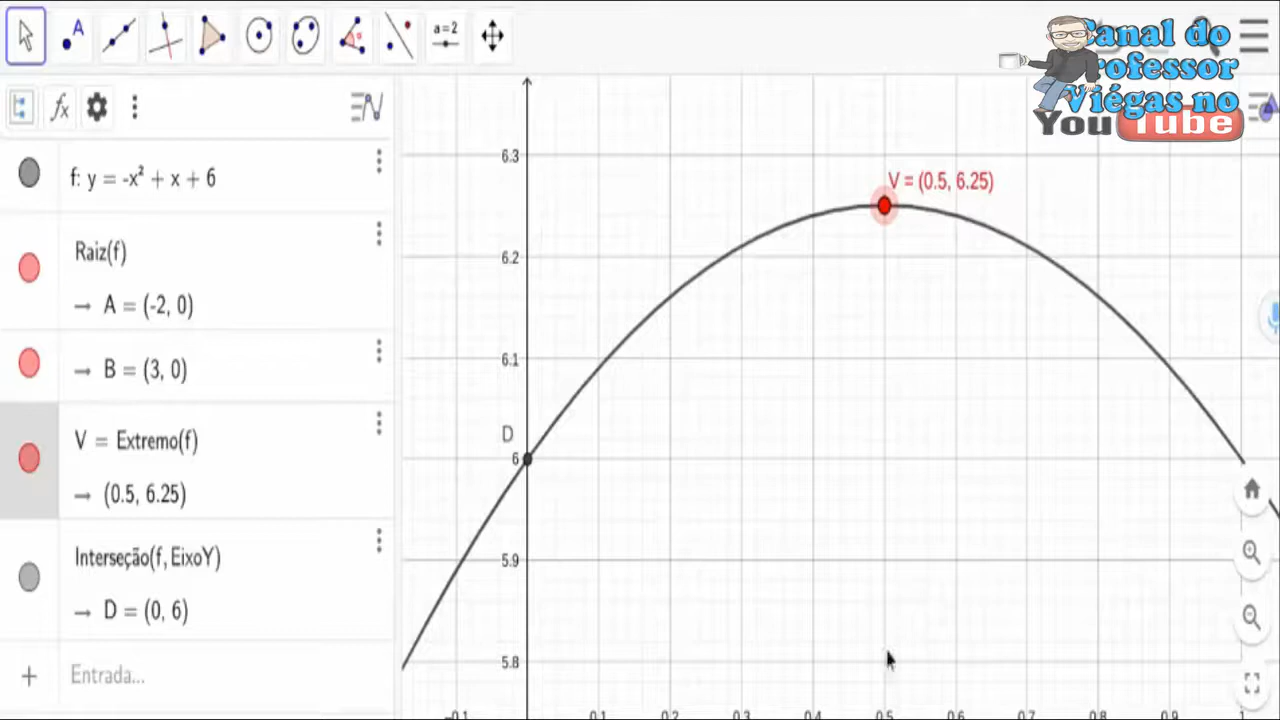 a=2
Canal do
Professor
Viégas no
You Tube
fx
f: y = -x² + x + 6
Raiz(f)
→ A = (-2, 0)
→ B = (3, 0)
V = Extremo(f)
→ (0.5, 6.25)
Interseção(f, EixoY)
→ D = (0, 6)
+ Entrada...
6.3
V = (0.5, 6.25)
6.2
6.1
D
6
5.9
5.8
-0.1 0.1 0.2 0.3 0.4 0.5 0.6 0.7 0.8 0.9 1